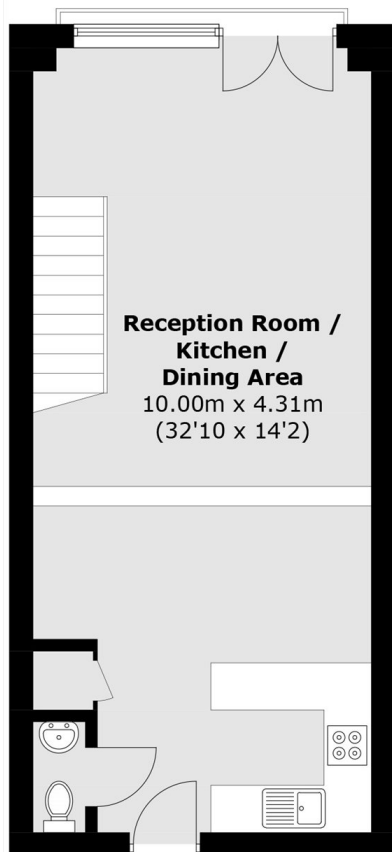 Reception Room /
Kitchen /
Dining Area
10.00m x 4.31m
(32'10 x 14'2)